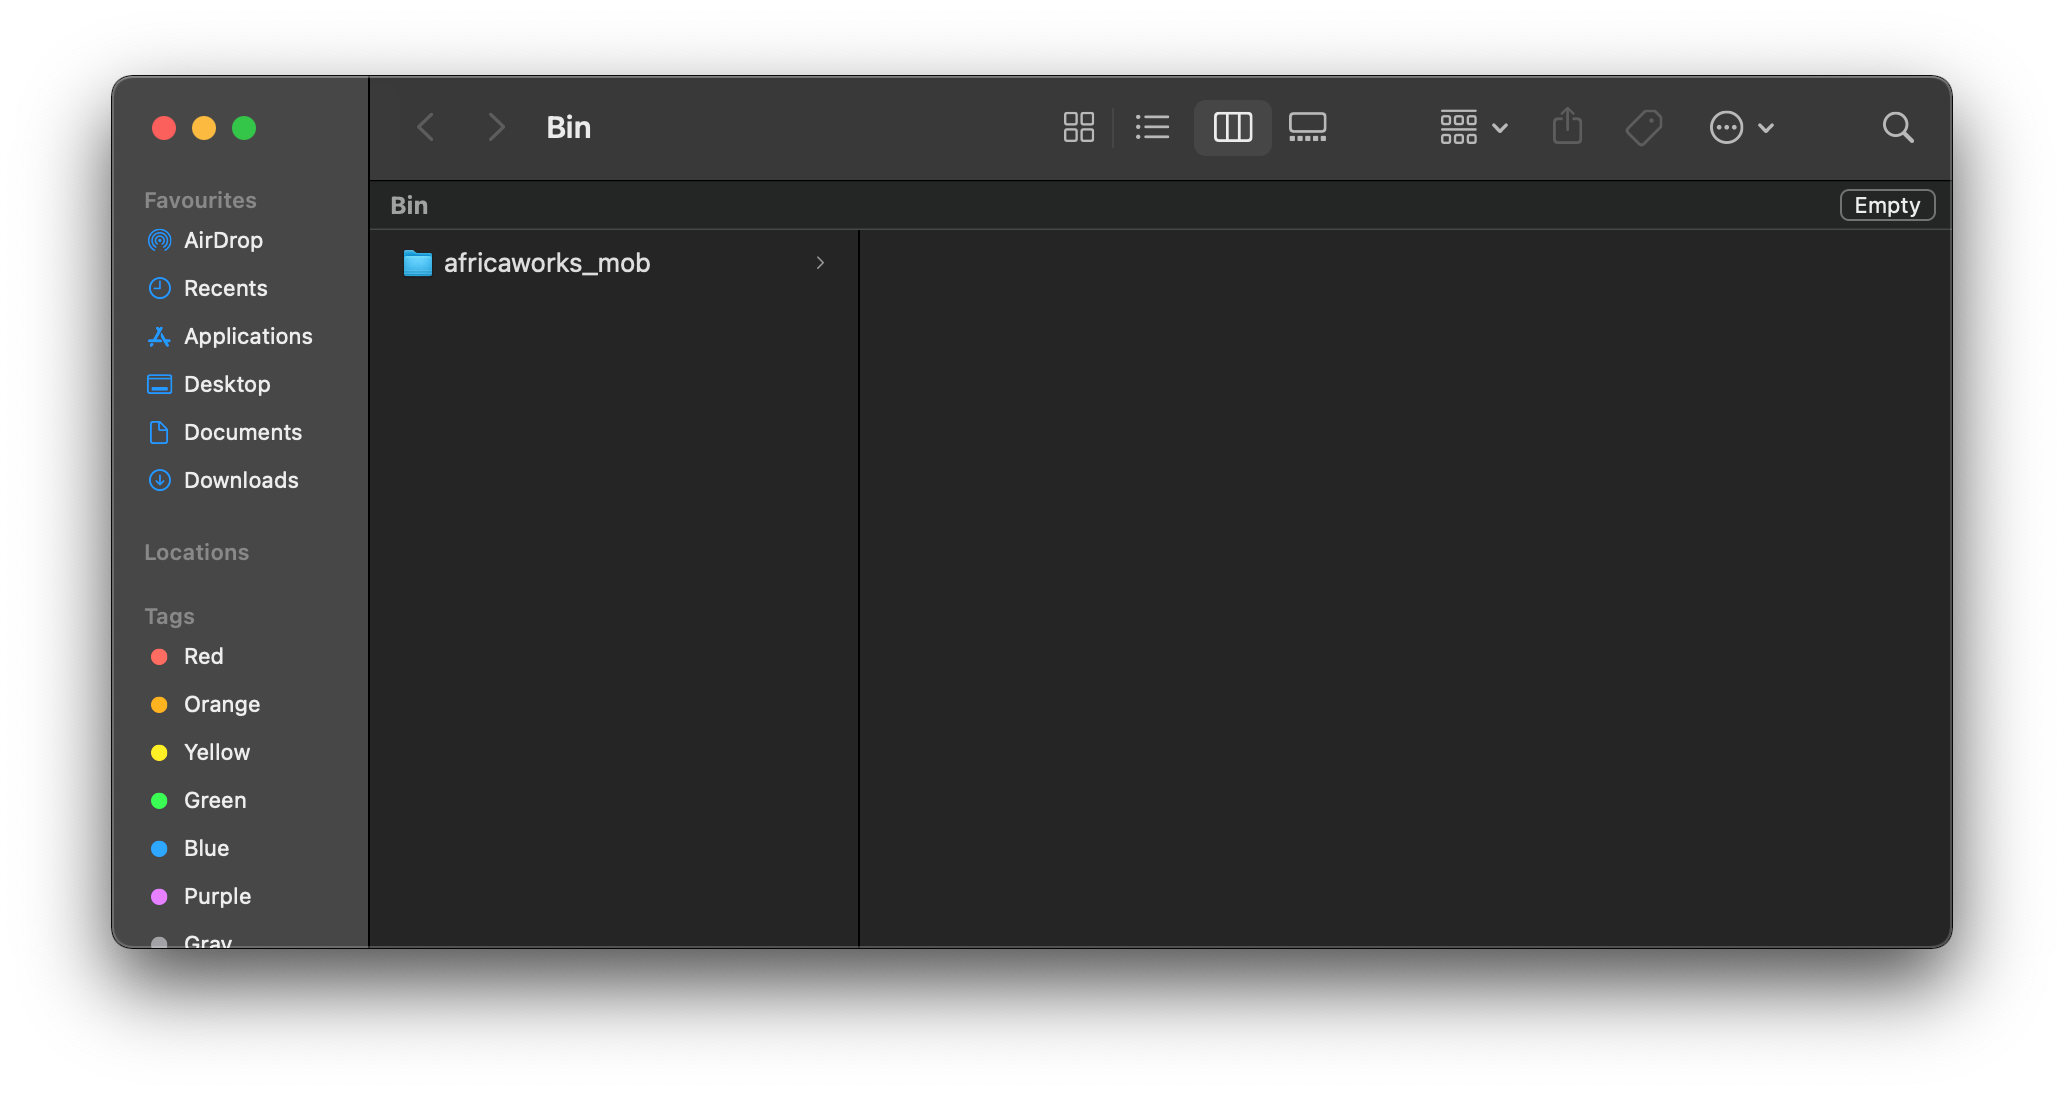 Bin
Favourites
AirDrop
Recents
Applications
Desktop
Documents
Downloads
Locations
Tags
Red
Orange
Yellow
Green
Blue
Purple
Gray
Bin
Empty
africaworks_mob